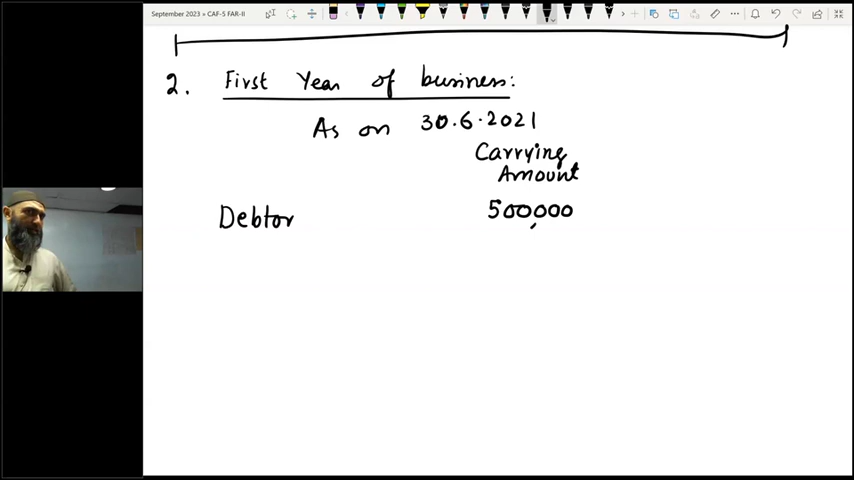 September 2023 » CAF-5 FAR-II
2. First Year of business:
As on 30.6.2021
Carrying
Amount
Debtor 500,000